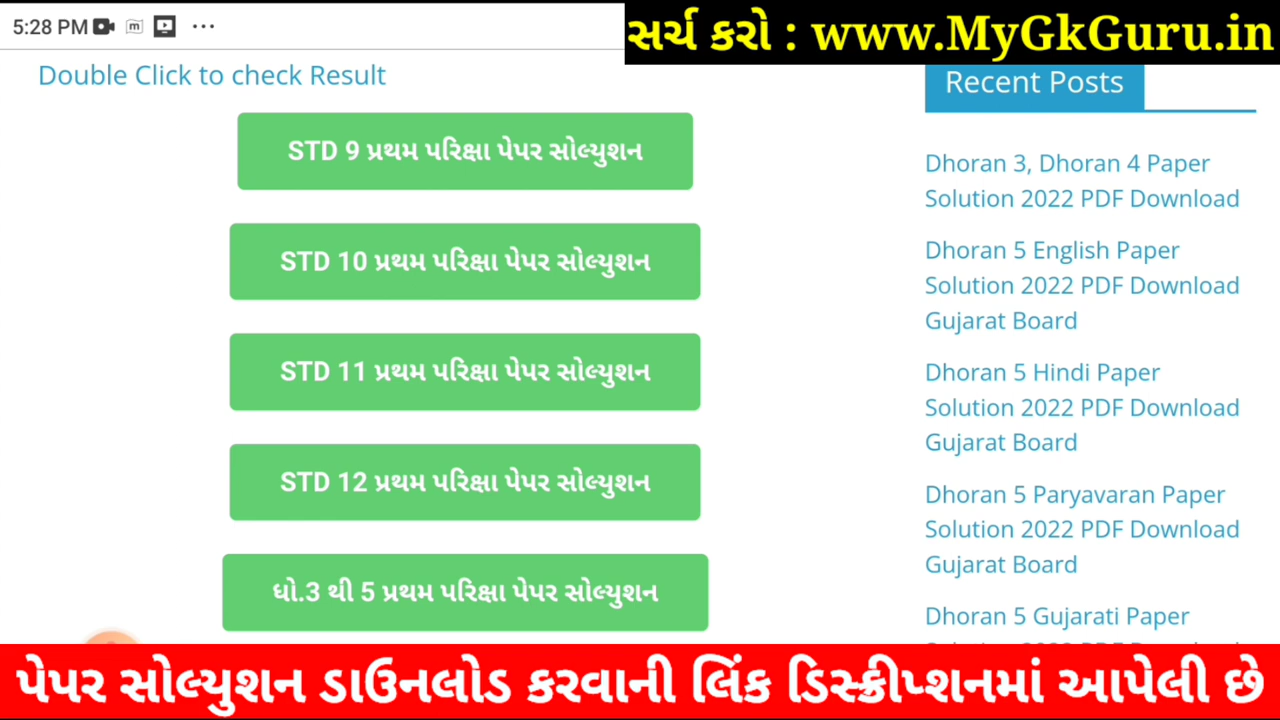 5:28 PM
સર્ચ કરો : www.MyGkGuru.in
Double Click to check Result
STD 9 પ્રથમ પરિક્ષા પેપર સોલ્યુશન
STD 10 પ્રથમ પરિક્ષા પેપર સોલ્યુશન
STD 11 પ્રથમ પરિક્ષા પેપર સોલ્યુશન
STD 12 પ્રથમ પરિક્ષા પેપર સોલ્યુશન
ધો.3 થી 5 પ્રથમ પરિક્ષા પેપર સોલ્યુશન
Recent Posts
Dhoran 3, Dhoran 4 Paper
Solution 2022 PDF Download
Dhoran 5 English Paper
Solution 2022 PDF Download
Gujarat Board
Dhoran 5 Hindi Paper
Solution 2022 PDF Download
Gujarat Board
Dhoran 5 Paryavaran Paper
Solution 2022 PDF Download
Gujarat Board
Dhoran 5 Gujarati Paper
પેપર સોલ્યુશન ડાઉનલોડ કરવાની લિંક ડિસ્ક્રીપ્શનમાં આપેલી છે